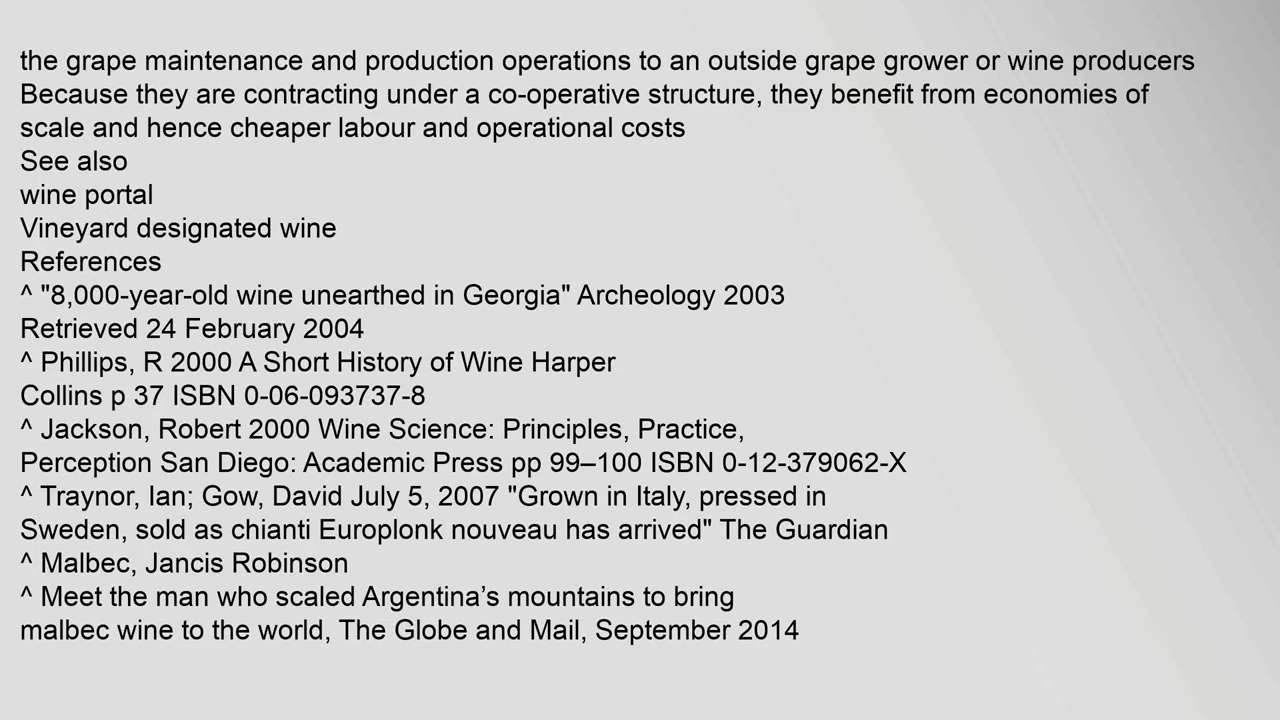 the grape maintenance and production operations to an outside grape grower or wine producers
Because they are contracting under a co-operative structure, they benefit from economies of
scale and hence cheaper labour and operational costs
See also
wine portal
Vineyard designated wine
References
^ "8,000-year-old wine unearthed in Georgia" Archeology 2003
Retrieved 24 February 2004
^ Phillips, R 2000 A Short History of Wine Harper
Collins p 37 ISBN 0-06-093737-8
^ Jackson, Robert 2000 Wine Science: Principles, Practice,
Perception San Diego: Academic Press pp 99–100 ISBN 0-12-379062-X
^ Traynor, Ian; Gow, David July 5, 2007 "Grown in Italy, pressed in
Sweden, sold as chianti Europlonk nouveau has arrived" The Guardian
^ Malbec, Jancis Robinson
^ Meet the man who scaled Argentina’s mountains to bring
malbec wine to the world, The Globe and Mail, September 2014